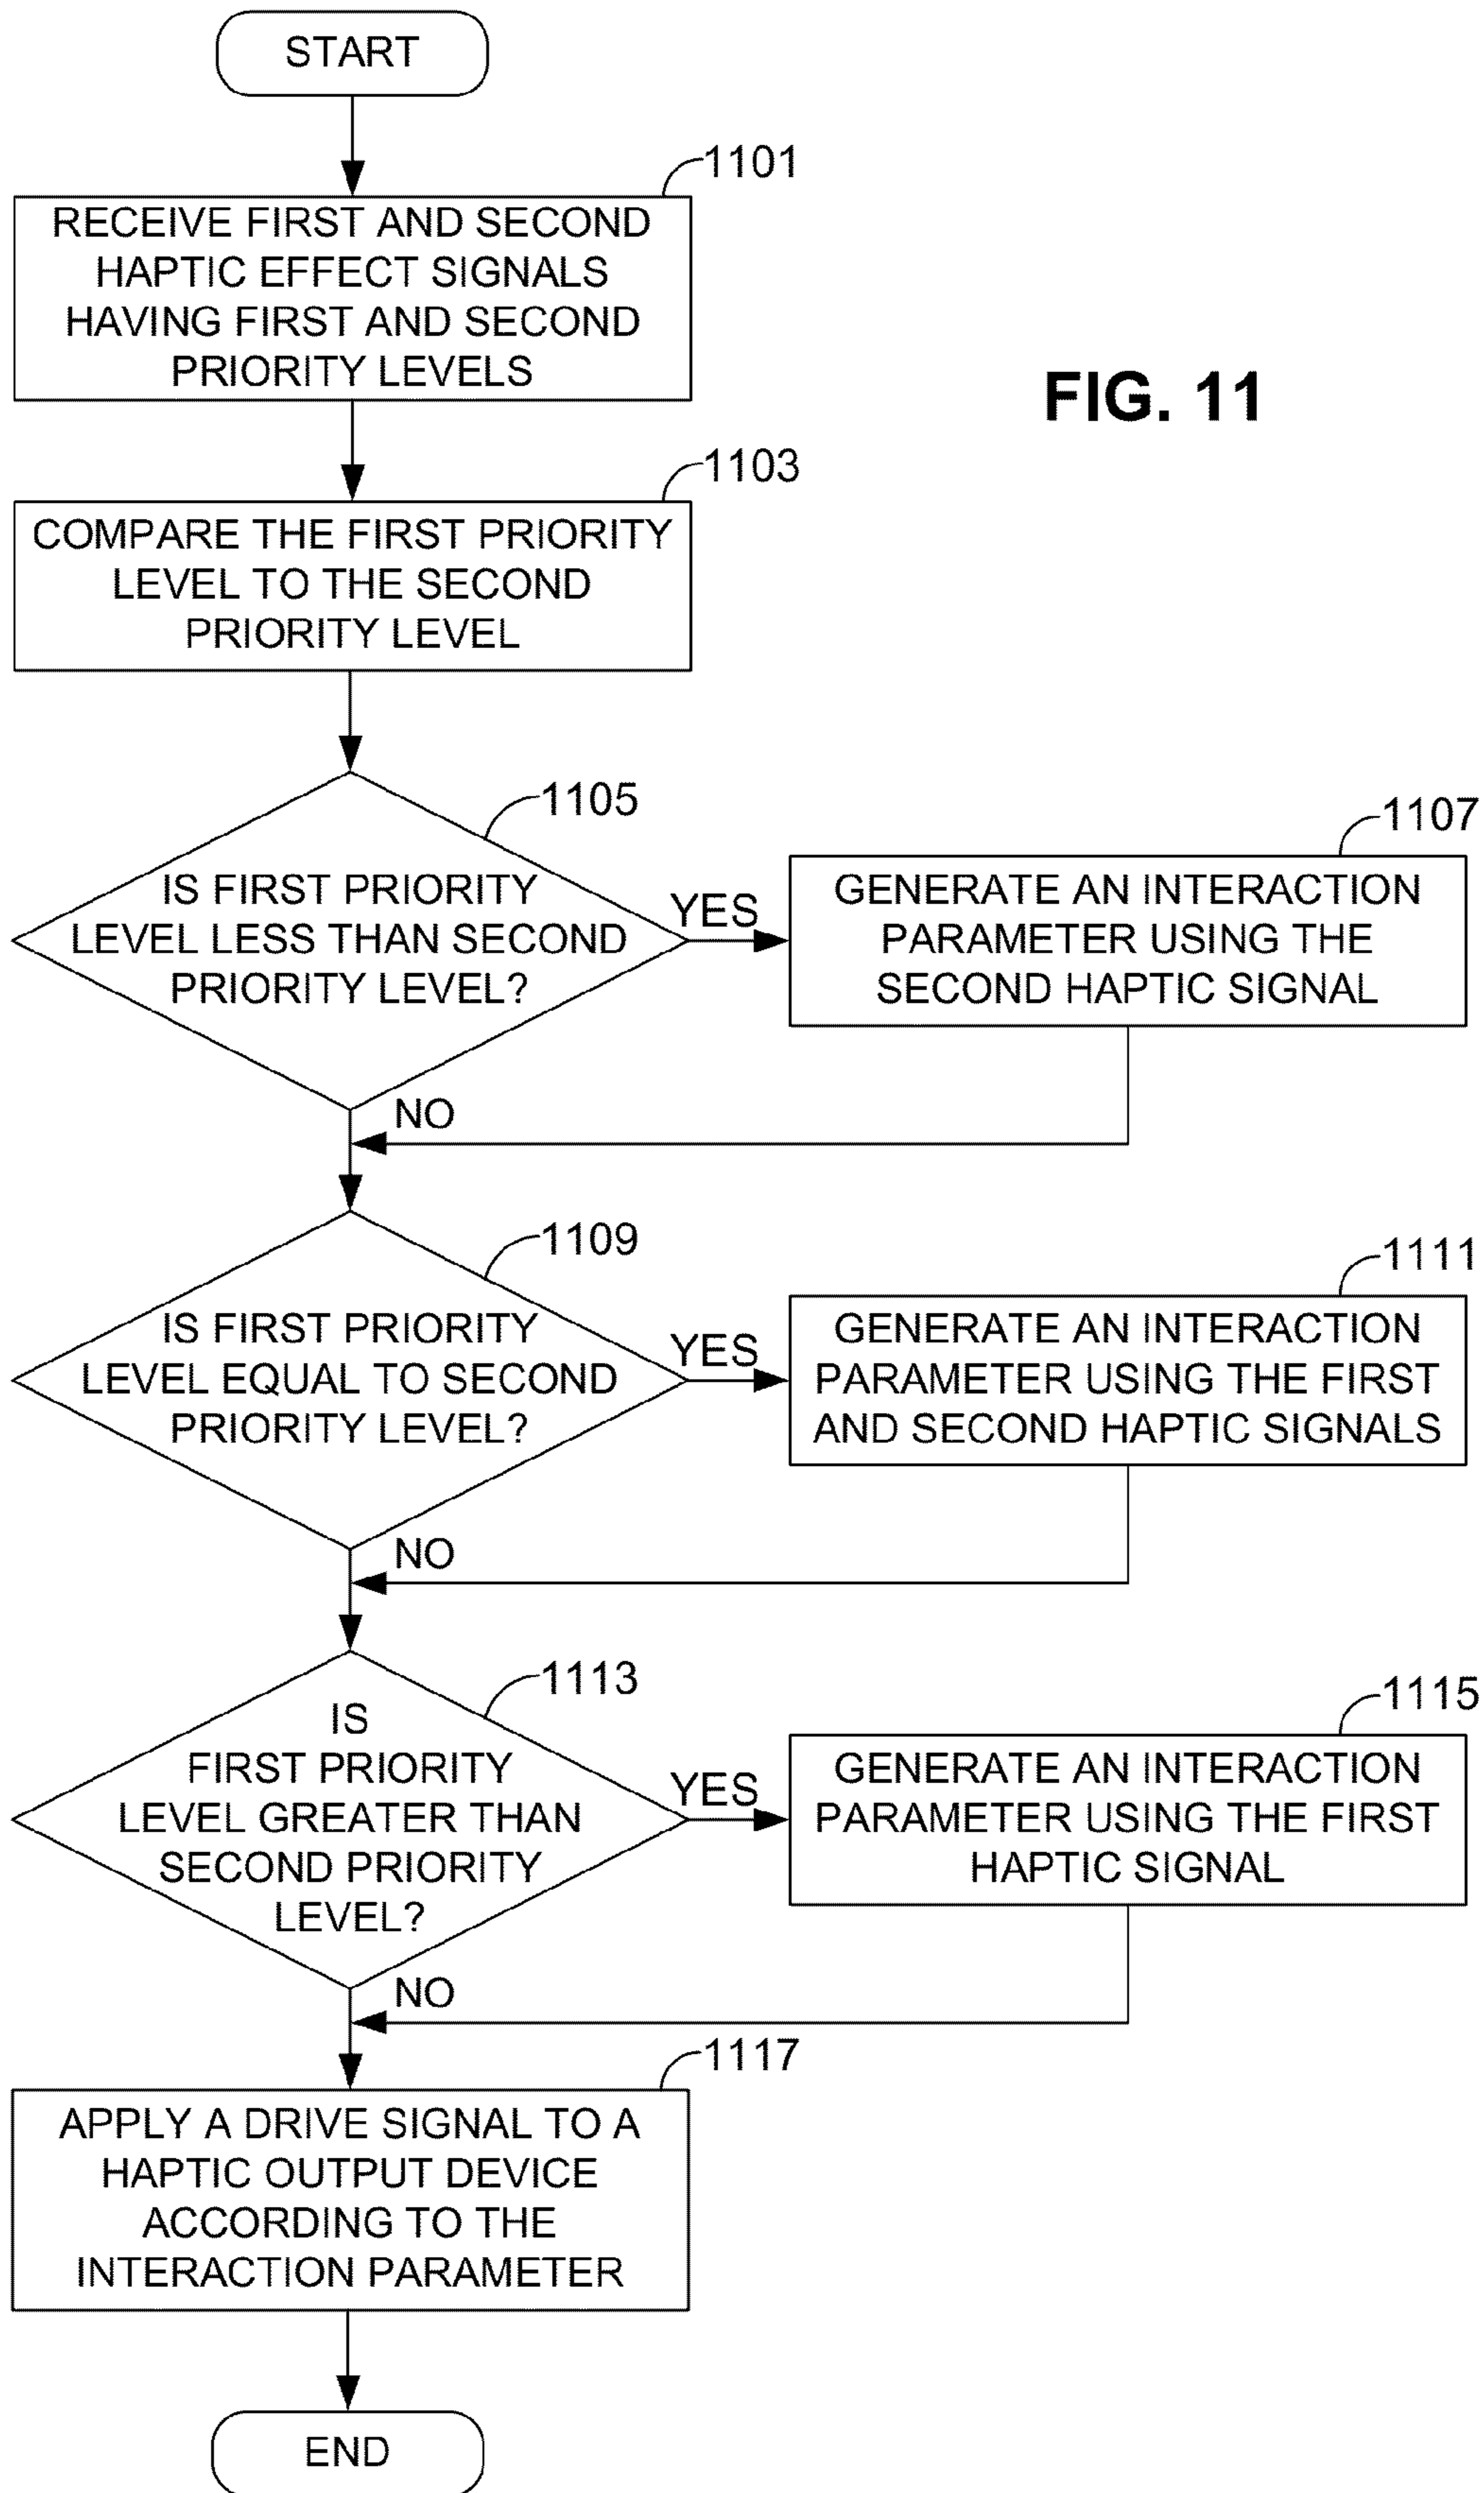 START
1101
RECEIVE FIRST AND SECOND
HAPTIC EFFECT SIGNALS
HAVING FIRST AND SECOND
PRIORITY LEVELS
FIG. 11
1103
COMPARE THE FIRST PRIORITY
LEVEL TO THE SECOND
PRIORITY LEVEL
1105
IS FIRST PRIORITY
LEVEL LESS THAN SECOND
PRIORITY LEVEL?
YES
1107
GENERATE AN INTERACTION
PARAMETER USING THE
SECOND HAPTIC SIGNAL
NO
1109
IS FIRST PRIORITY
LEVEL EQUAL TO SECOND
PRIORITY LEVEL?
YES
1111
GENERATE AN INTERACTION
PARAMETER USING THE FIRST
AND SECOND HAPTIC SIGNALS
NO
1113
IS
FIRST PRIORITY
LEVEL GREATER THAN
SECOND PRIORITY
LEVEL?
YES
1115
GENERATE AN INTERACTION
PARAMETER USING THE FIRST
HAPTIC SIGNAL
NO
1117
APPLY A DRIVE SIGNAL TO A
HAPTIC OUTPUT DEVICE
ACCORDING TO THE
INTERACTION PARAMETER
END